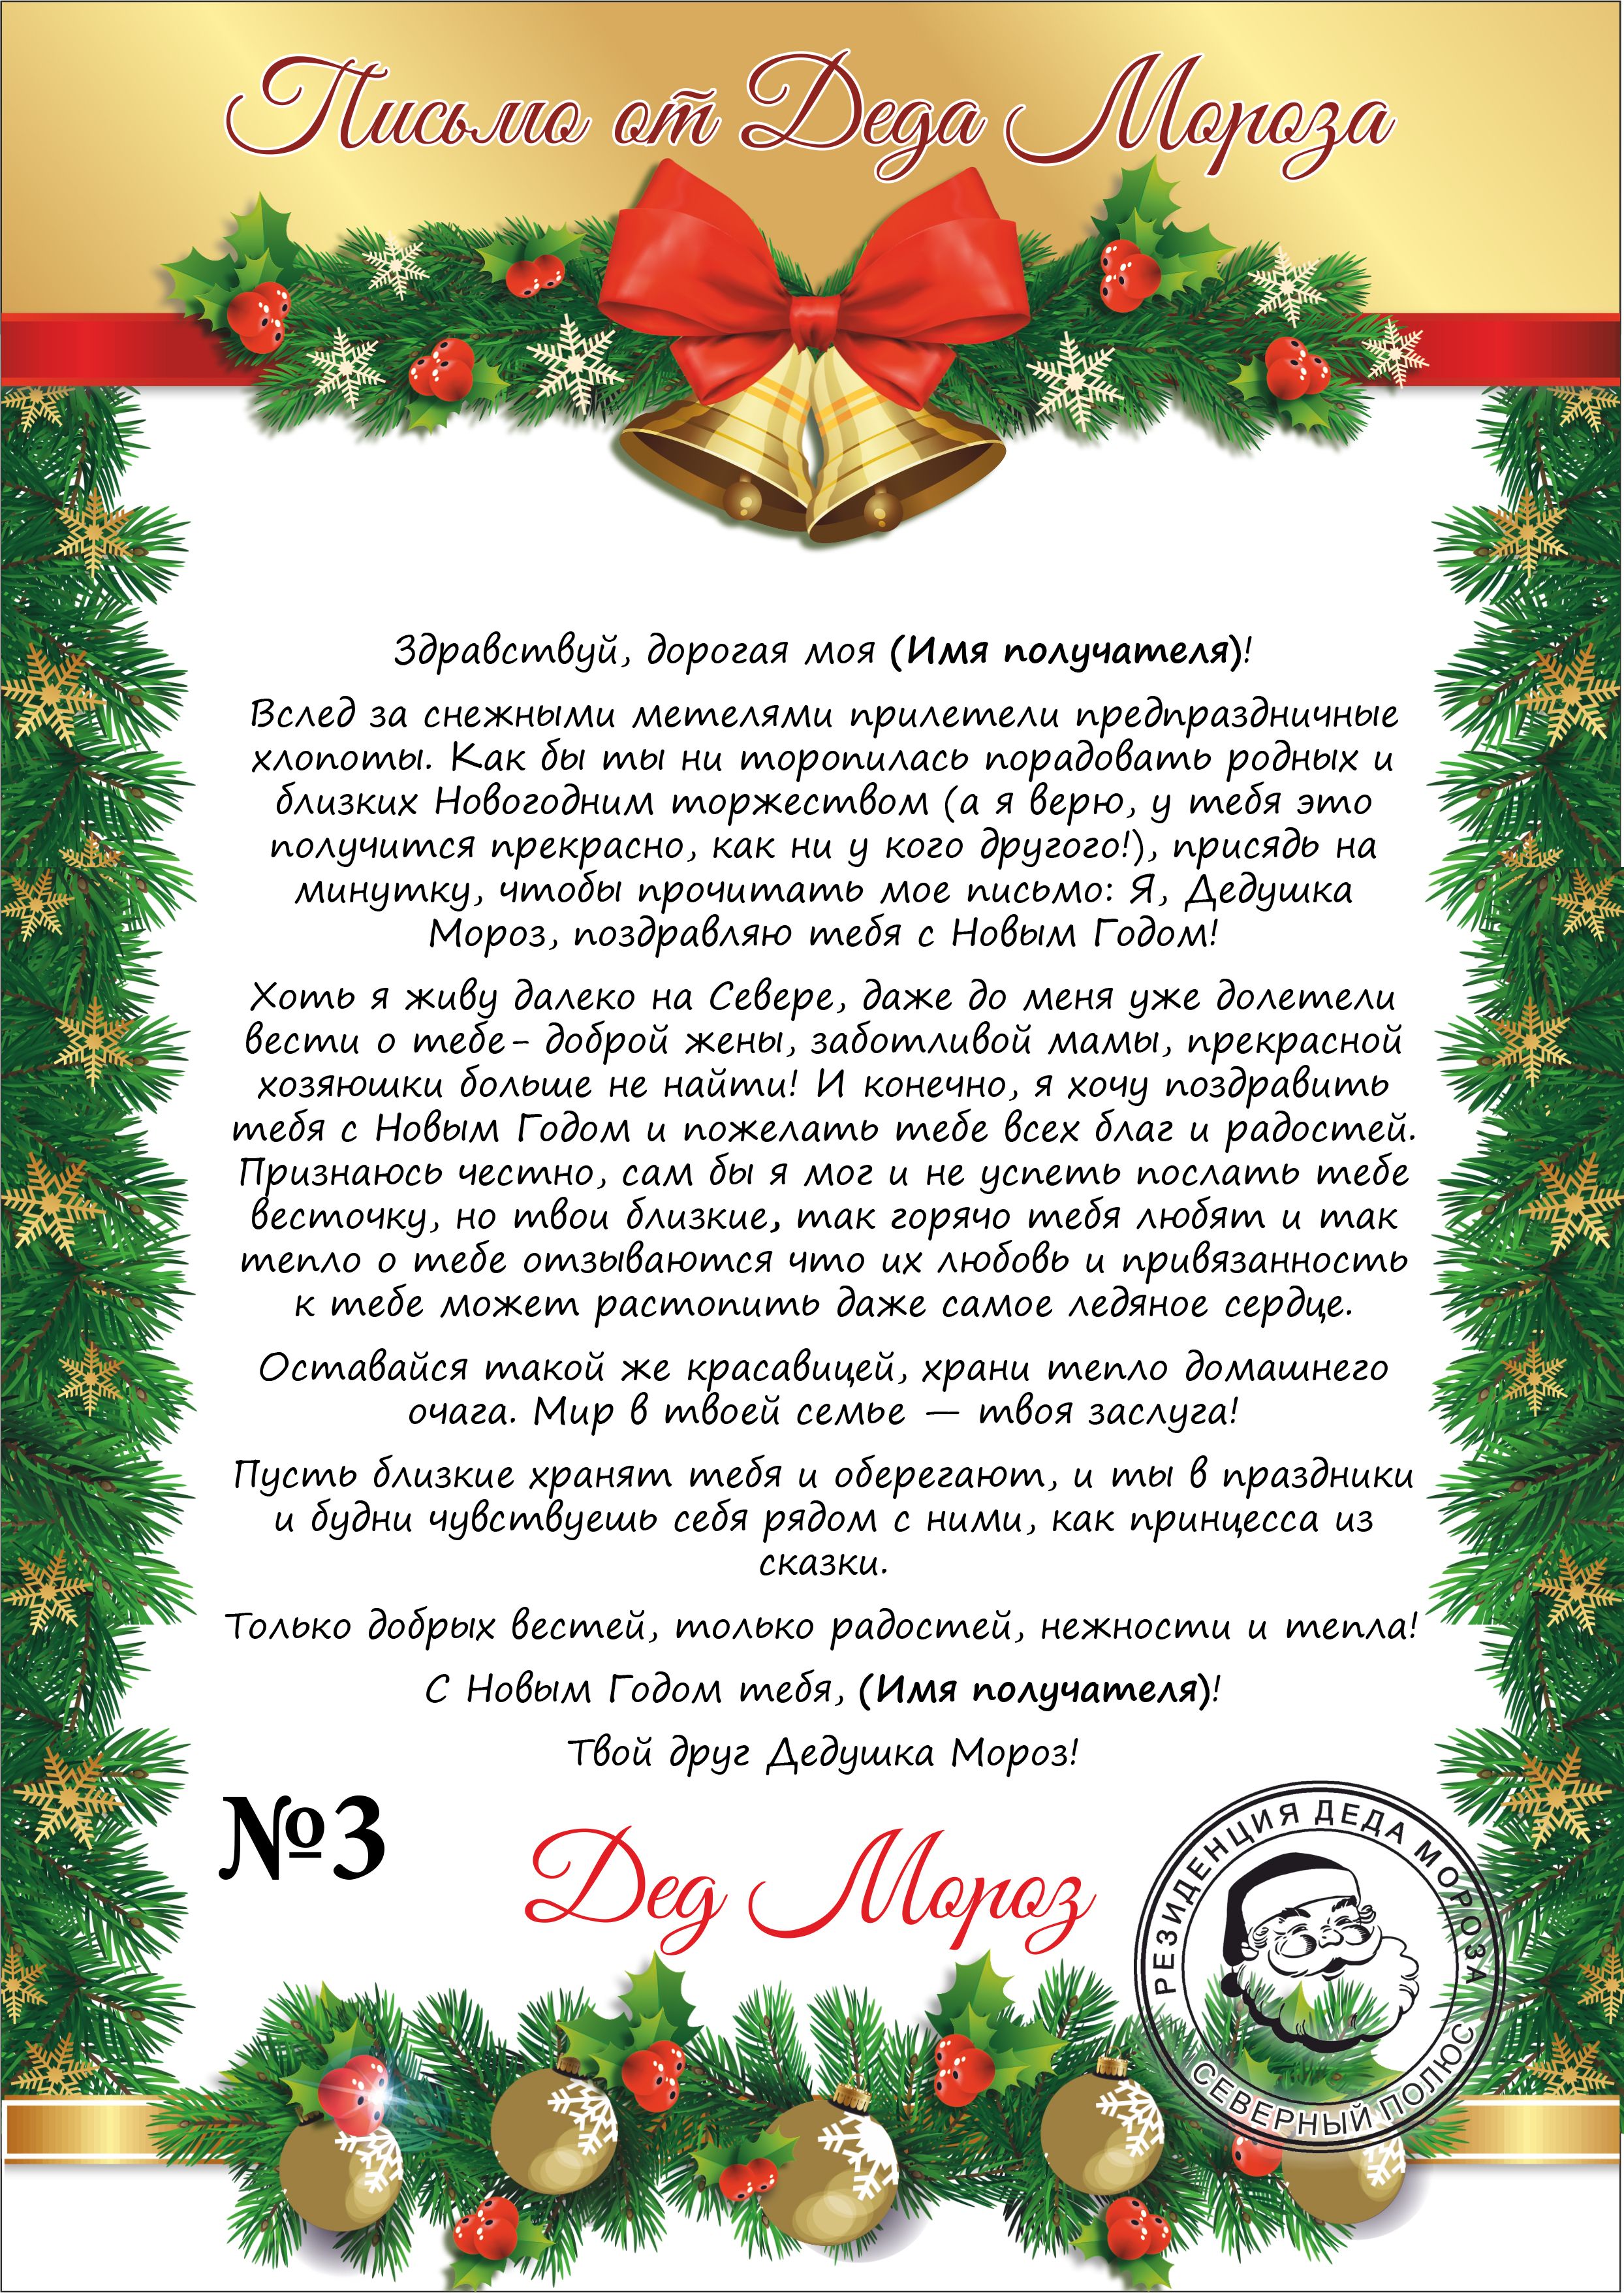 Письмо от Деда Мороза
Здравствуй, дорогая моя (Имя получателя)!
Вслед за снежными метелями прилетели предпраздничные
хлопоты. Как бы ты ни торопилась порадовать родных и
близких Новогодним торжеством (а я верю, у тебя это
получится прекрасно, как ни у кого другого!), присядь на
минутку, чтобы прочитать мое письмо: Я, Дедушка
Мороз, поздравляю тебя с Новым Годом!
Хоть я живу далеко на Севере, даже до меня уже долетели
вести о тебе- доброй жены, заботливой мамы, прекрасной
хозяюшки больше не найти! И конечно, я хочу поздравить
тебя с Новым Годом и пожелать тебе всех благ и радостей.
Признаюсь честно, сам бы я мог и не успеть послать тебе
весточку, но твои близкие, так горячо тебя любят и так
тепло о тебе отзываются что их любовь и привязанность
к тебе может растопить даже самое ледяное сердце.
Оставайся такой же красавицей, храни тепло домашнего
очага. Мир в твоей семье — твоя заслуга!
Пусть близкие хранят тебя и оберегают, и ты в праздники
и будни чувствуешь себя рядом с ними, как принцесса из
сказки.
Только добрых вестей, только радостей, нежности и тепла!
С Новым Годом тебя, (Имя получателя)!
Твой друг Дедушка Мороз!
№3
Дед Мороз
РЕЗИДЕНЦИЯ ДЕДА МОРОЗА
СЕВЕРНЫЙ ПОЛЮС